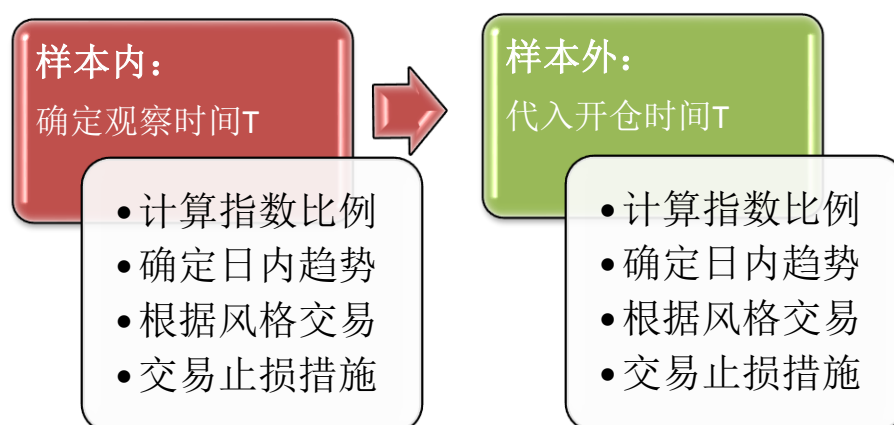 样本内：
确定观察时间T
•计算指数比例
•确定日内趋势
•根据风格交易
•交易止损措施
样本外：
代入开仓时间T
•计算指数比例
•确定日内趋势
•根据风格交易
•交易止损措施